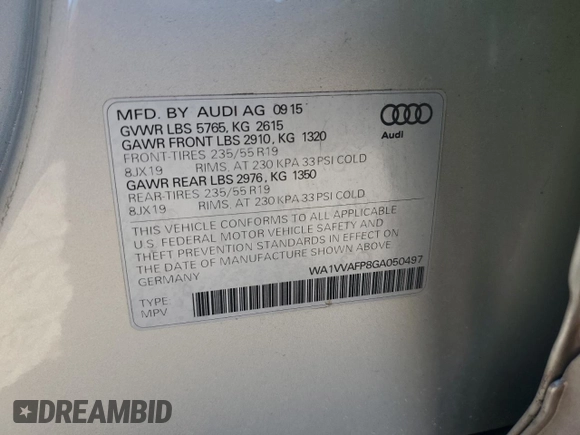 MFD. BY AUDI AG 0915
GVWR LBS 5765, KG 2615
GAWR FRONT LBS 2910, KG 1320
FRONT-TIRES 235/55 R19
8JX19 RIMS, AT 230 KPA 33 PSI COLD
GAWR REAR LBS 2976, KG 1350
REAR-TIRES 235/55 R19
8JX19 RIMS, AT 230 KPA 33 PSI COLD
Audi
THIS VEHICLE CONFORMS TO ALL APPLICABLE
U.S. FEDERAL MOTOR VEHICLE SAFETY AND
THEFT PREVENTION STANDARDS IN EFFECT ON
THE DATE OF MANUFACTURE SHOWN ABOVE.
GERMANY WA1VVAFP8GA050497
TYPE:
MPV
DREAMBID